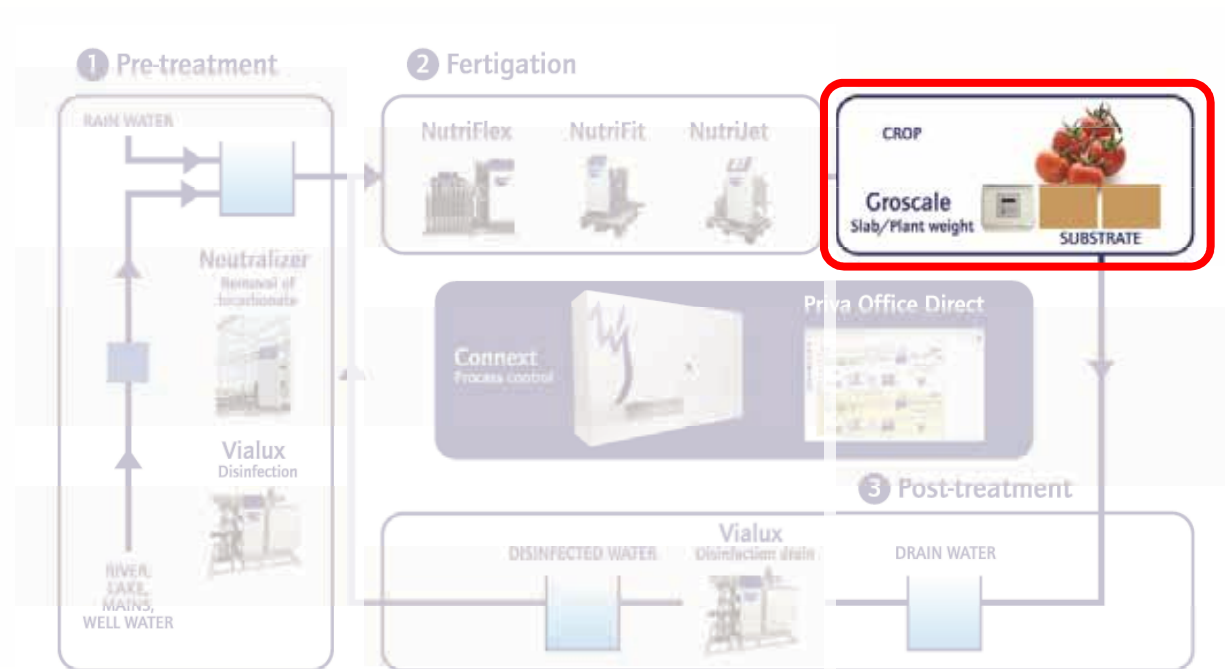 1 Pre-treatment
RAIN WATER
Neutralizer
Removal of
bicarbonate
Vialux
Disinfection
RIVER,
LAKE,
MAINS,
WELL WATER
2 Fertigation
NutriFlex
NutriFit
NutriJet
CROP
Groscale
Slab/Plant weight
SUBSTRATE
Connext
Process control
Priva Office Direct
3 Post-treatment
DISINFECTED WATER
Vialux
Disinfection drain
DRAIN WATER